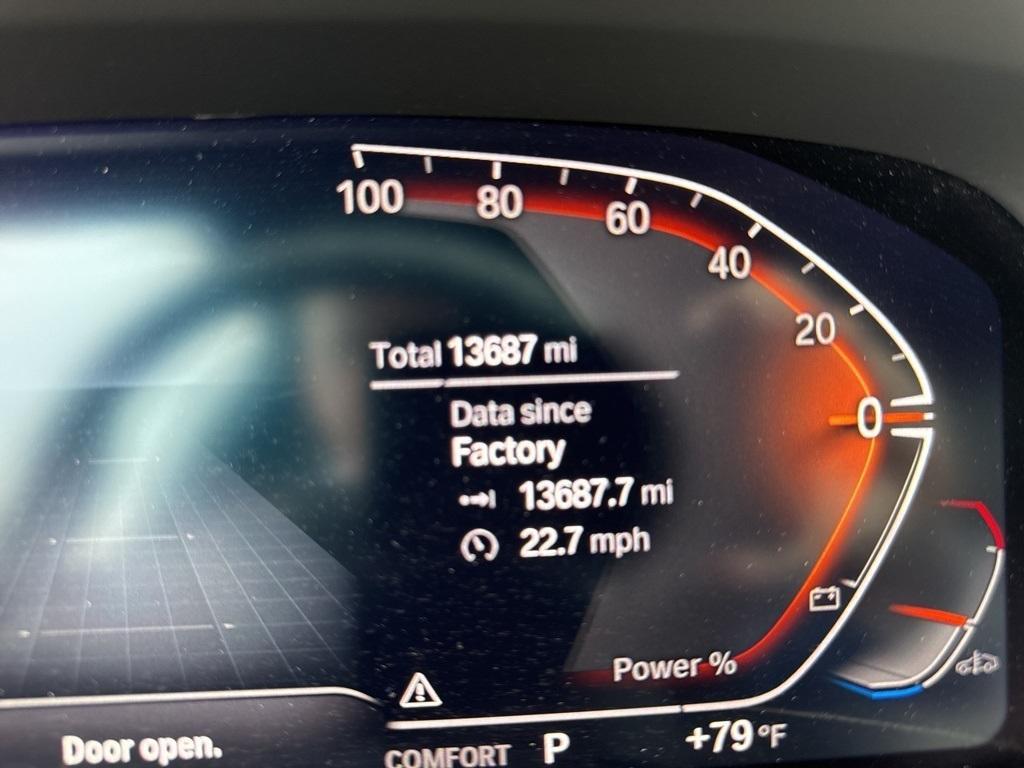 100
80
60
40
20
0
Total 13687 mi
Data since
Factory
13687.7 mi
22.7 mph
Power %
Door open.
COMFORT P +79 °F